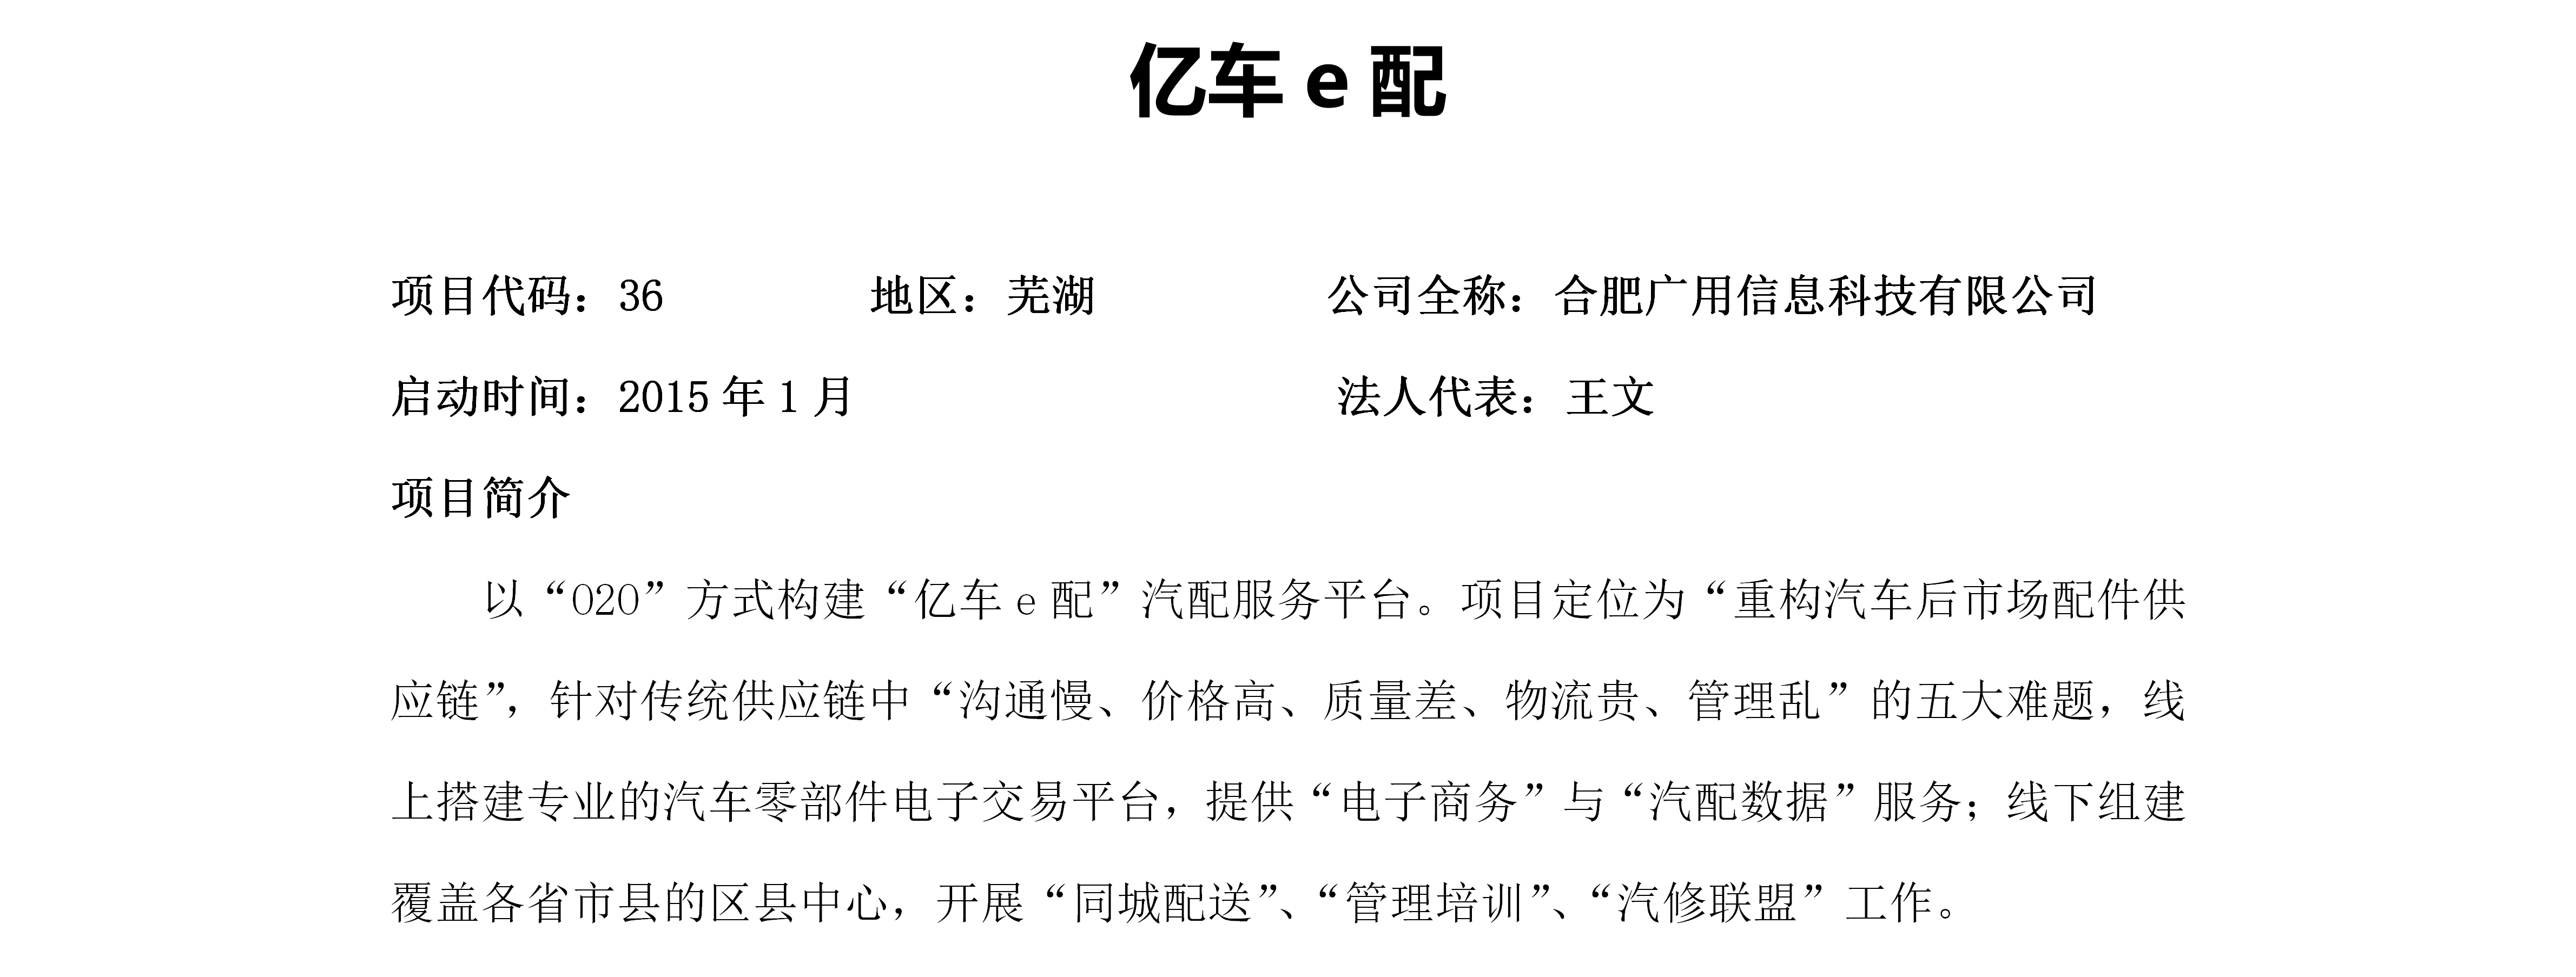 亿车 e 配
项目代码：36 地区：芜湖 公司全称：合肥广用信息科技有限公司
启动时间：2015 年 1 月 法人代表：王文
项目简介
以“O2O”方式构建“亿车 e 配”汽配服务平台。项目定位为“重构汽车后市场配件供
应链”，针对传统供应链中“沟通慢、价格高、质量差、物流贵、管理乱”的五大难题，线
上搭建专业的汽车零部件电子交易平台，提供“电子商务”与“汽配数据”服务；线下组建
覆盖各省市县的区县中心，开展“同城配送”、“管理培训”、“汽修联盟”工作。